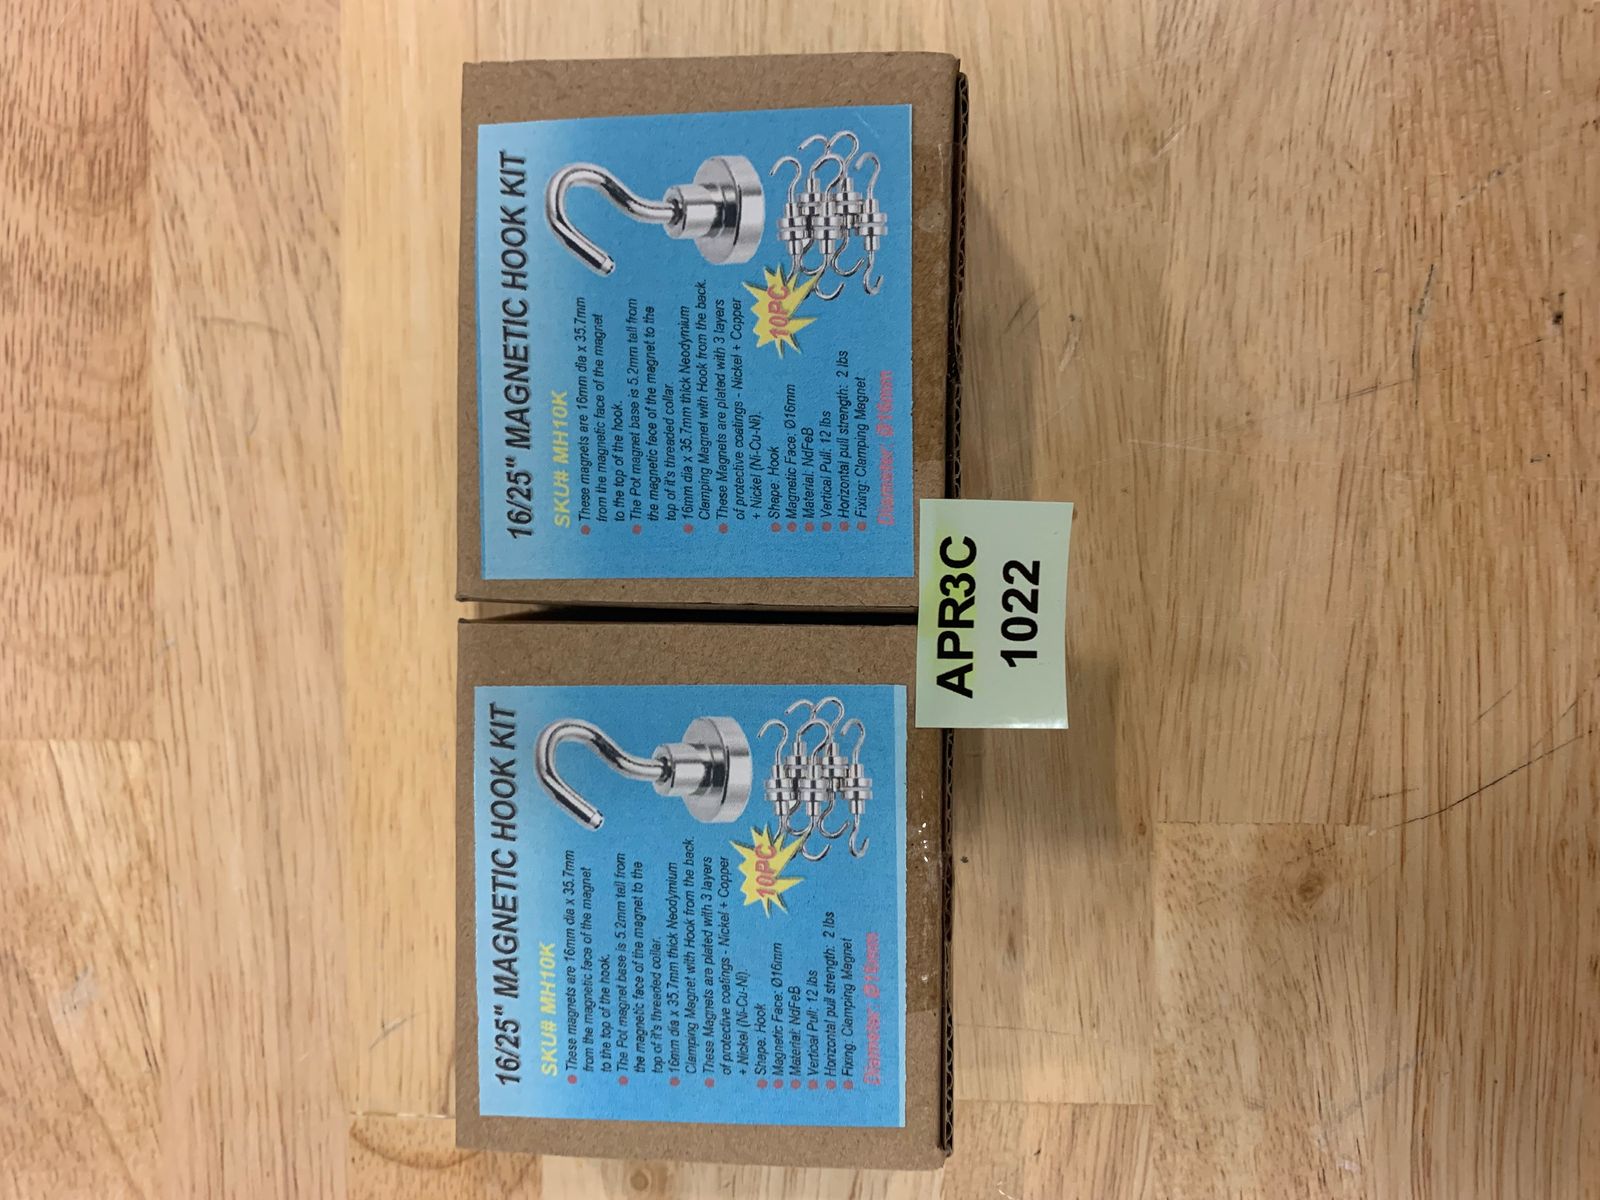 16/25" MAGNETIC HOOK KIT
SKU# MH10K
These magnets are 16mm dia x 35.7mm
from the magnetic face of the magnet
to the top of the hook.
The Pot magnet base is 5.2mm tall from
the magnetic face of the magnet to the
top of it's threaded collar.
16mm dia x 35.7mm thick Neodymium
Clamping Magnet with Hook from the back.
These Magnets are plated with 3 layers
of protective coatings - Nickel + Copper
+ Nickel (Ni-Cu-Ni).
Shape: Hook
Magnetic Face: Ø16mm
Material: NdFeB
Vertical Pull: 12 lbs
Horizontal pull strength: 2 lbs
Fixing: Clamping Magnet
Diameter: Ø16mm
10PC
16/25" MAGNETIC HOOK KIT
SKU# MH10K
These magnets are 16mm dia x 35.7mm
from the magnetic face of the magnet
to the top of the hook.
The Pot magnet base is 5.2mm tall from
the magnetic face of the magnet to the
top of it's threaded collar.
16mm dia x 35.7mm thick Neodymium
Clamping Magnet with Hook from the back.
These Magnets are plated with 3 layers
of protective coatings - Nickel + Copper
+ Nickel (Ni-Cu-Ni).
Shape: Hook
Magnetic Face: Ø16mm
Material: NdFeB
Vertical Pull: 12 lbs
Horizontal pull strength: 2 lbs
Fixing: Clamping Magnet
Diameter: Ø16mm
10PC
APR3C
1022